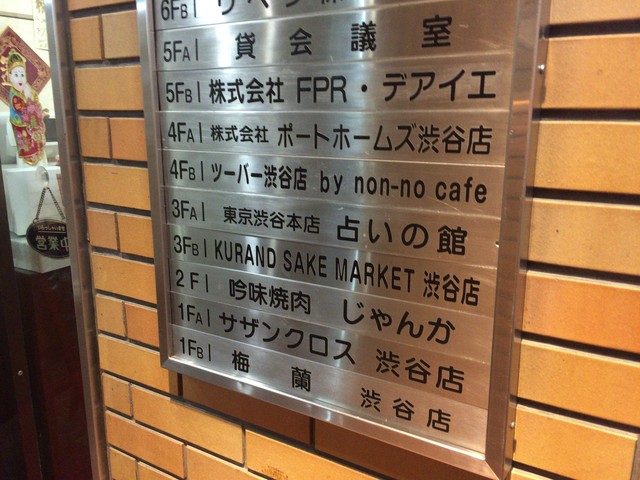 6FB
5FA 貸会議室
5FB 株式会社 FPR・デアイエ
4FA 株式会社 ポートホームズ渋谷店
4FB ツーバー渋谷店 by non-no cafe
3FA 東京渋谷本店 占いの館
3FB KURAND SAKE MARKET 渋谷店
2F 吟味焼肉 じゃんか
1FA サザンクロス 渋谷店
1FB 梅蘭 渋谷店
営業中